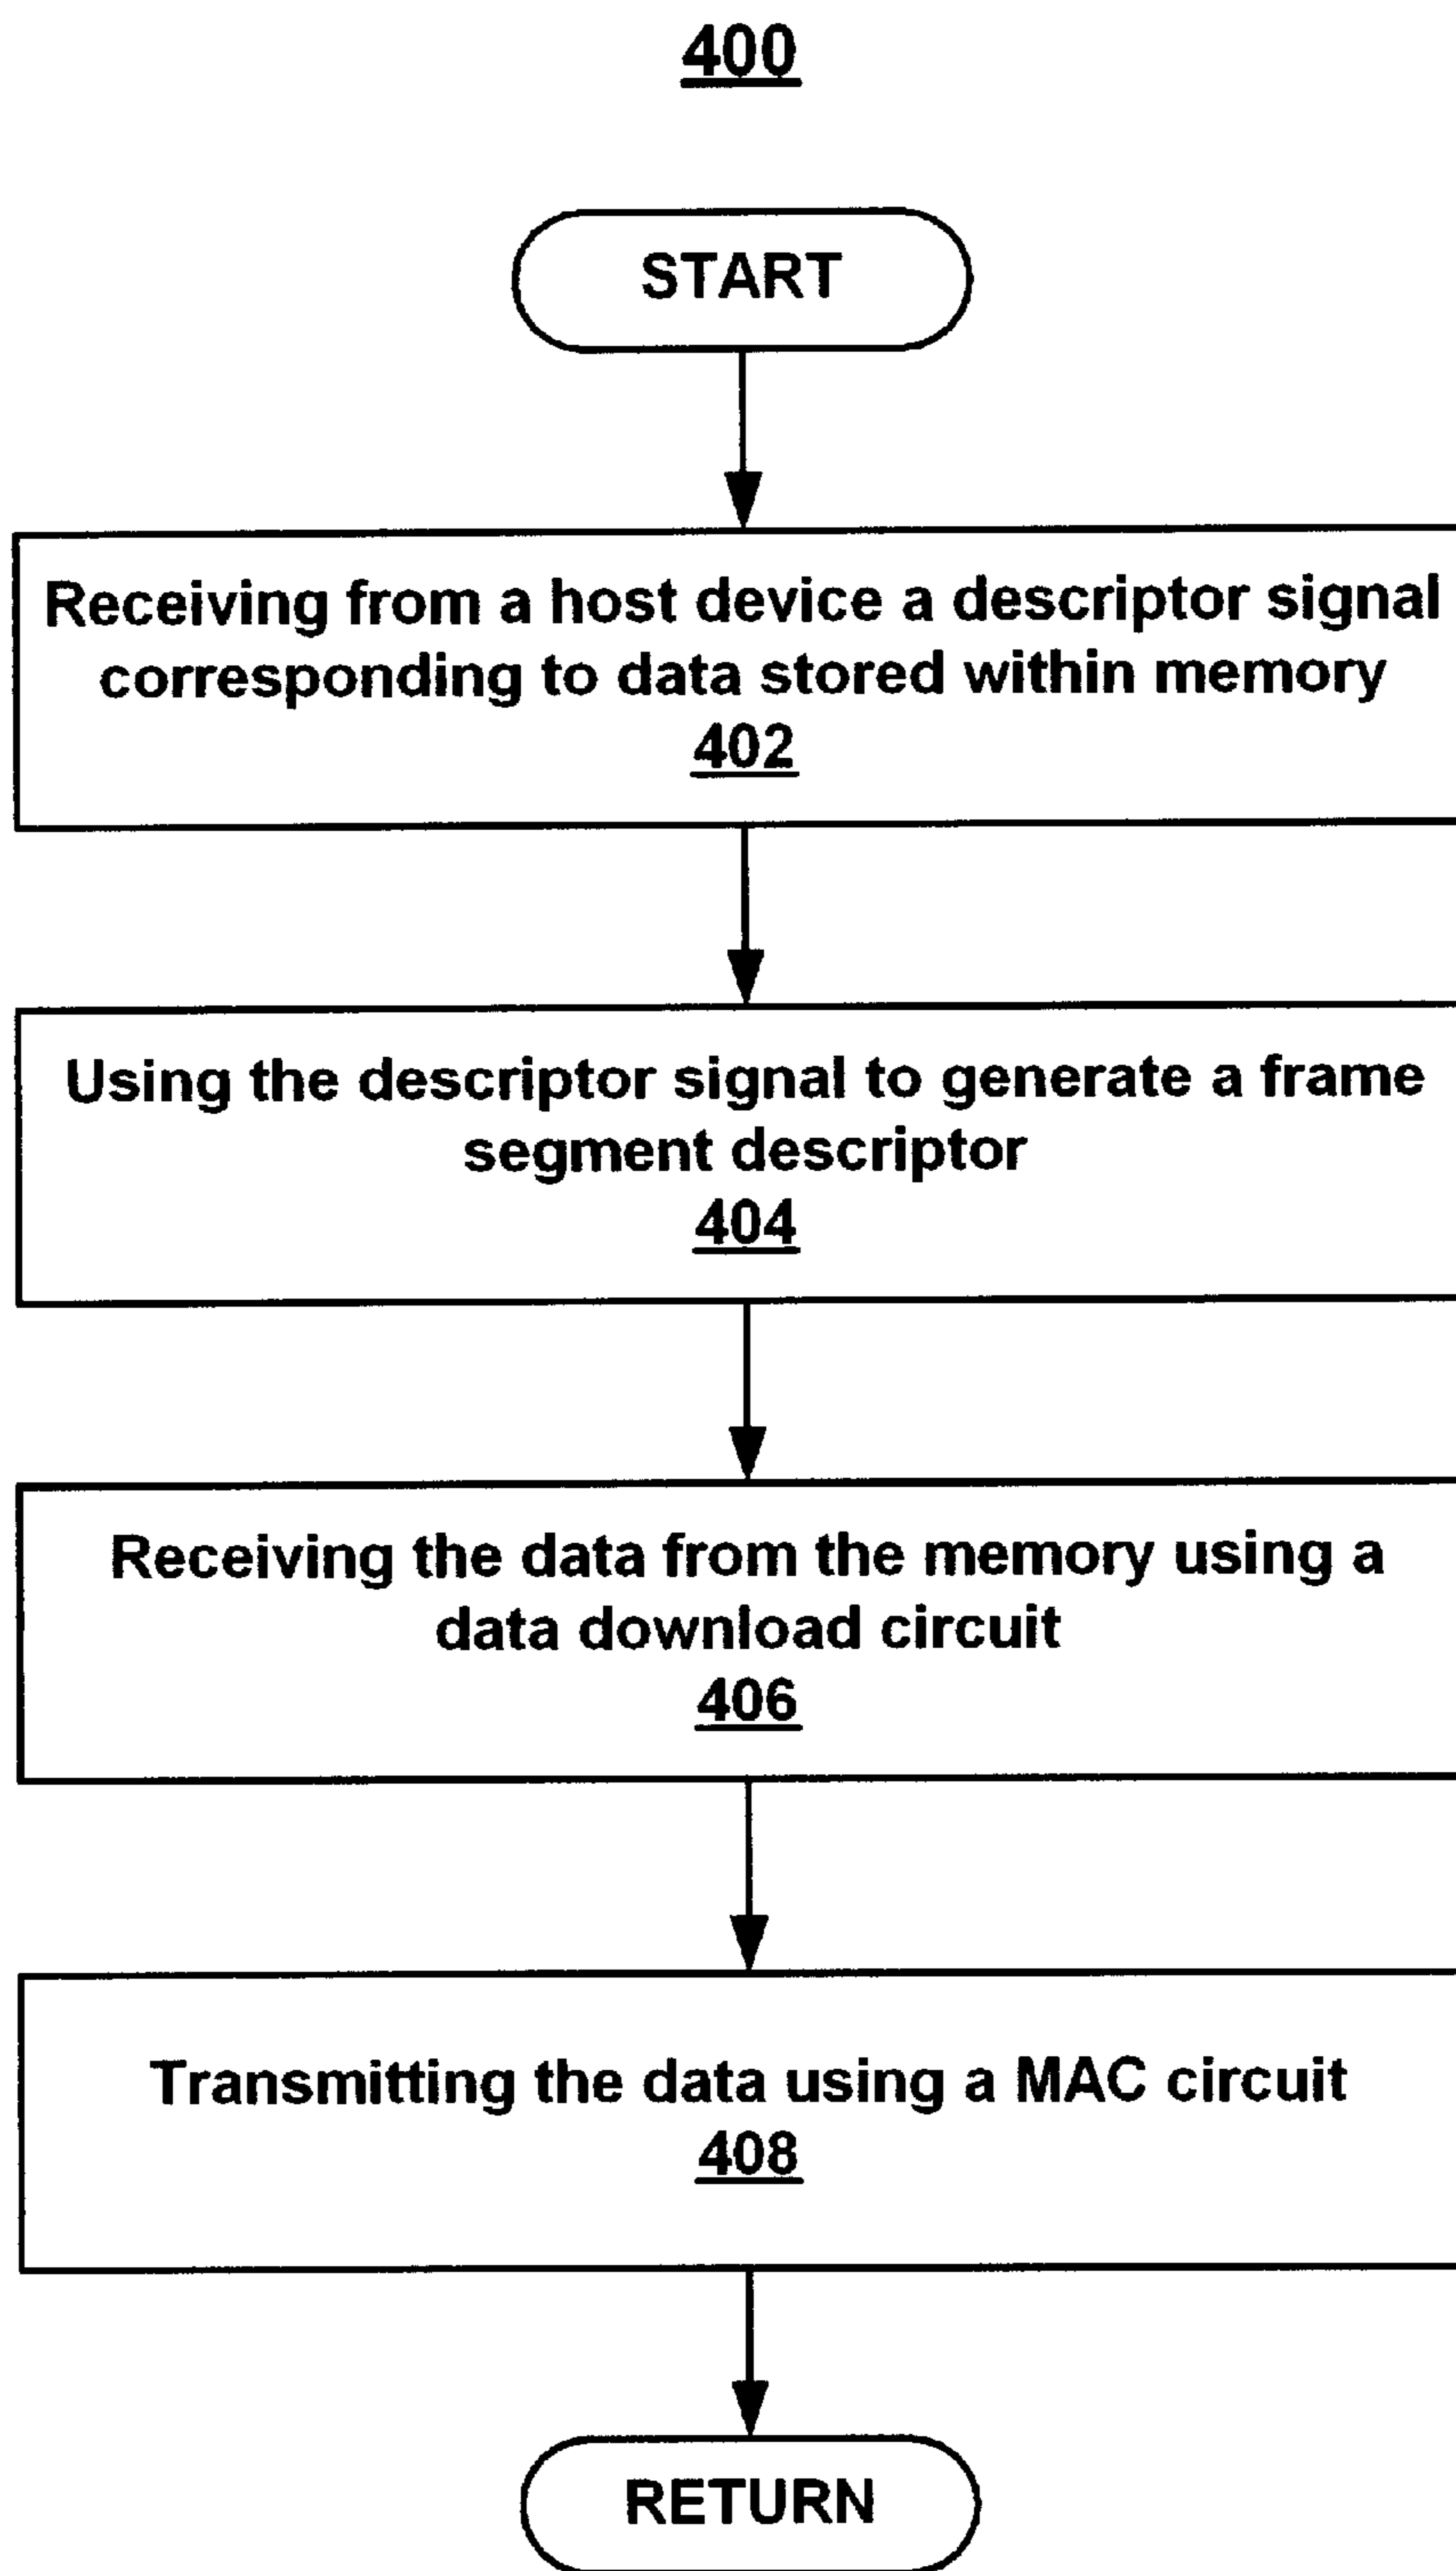 400
START
Receiving from a host device a descriptor signal
corresponding to data stored within memory
402
Using the descriptor signal to generate a frame
segment descriptor
404
Receiving the data from the memory using a
data download circuit
406
Transmitting the data using a MAC circuit
408
RETURN